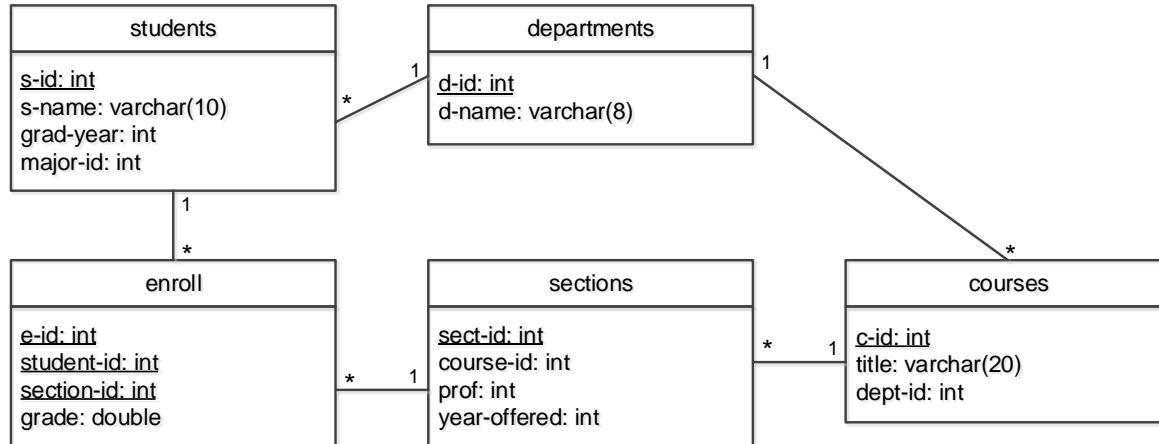 students
s-id: int
s-name: varchar(10)
grad-year: int
major-id: int
departments
d-id: int
d-name: varchar(8)
1
*
1
*
1
*
enroll
e-id: int
student-id: int
section-id: int
grade: double
*
1
sections
sect-id: int
course-id: int
prof: int
year-offered: int
*
1
courses
c-id: int
title: varchar(20)
dept-id: int